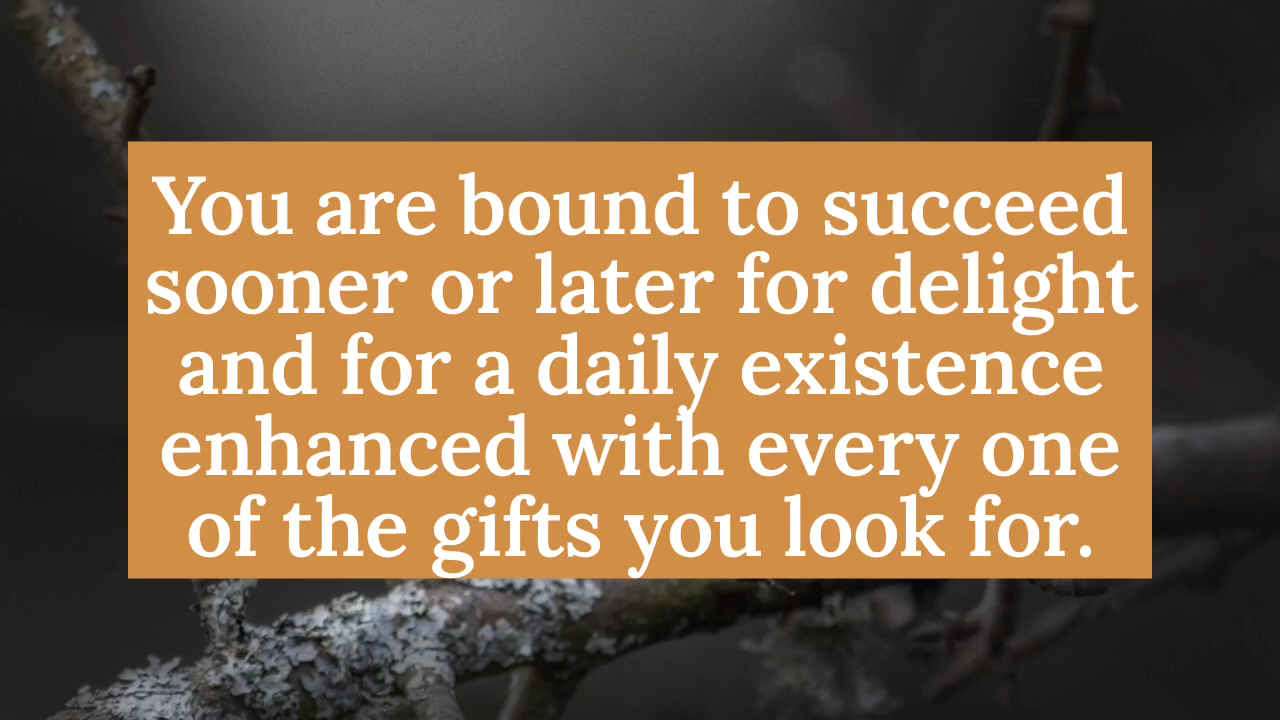 You are bound to succeed
sooner or later for delight
and for a daily existence
enhanced with every one
of the gifts you look for.